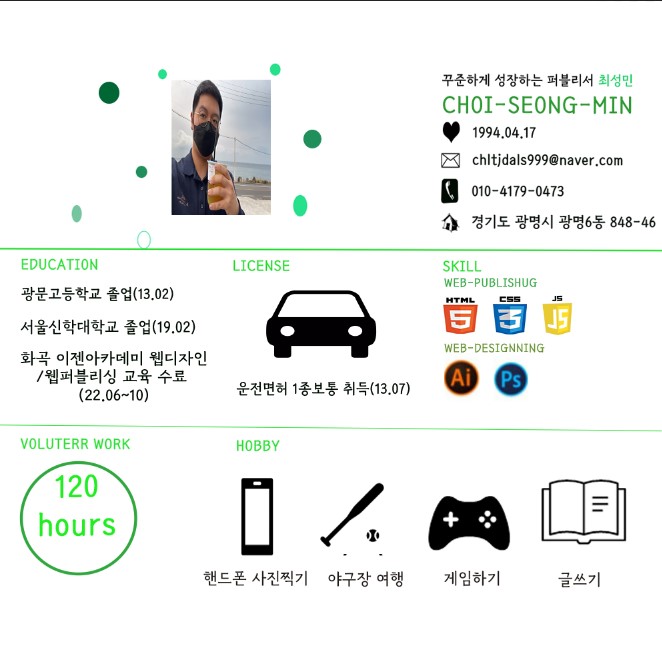 꾸준하게 성장하는 퍼블리서 최성민
CHOI-SEONG-MIN
1994.04.17
chltjdals999@naver.com
010-4179-0473
경기도 광명시 광명6동 848-46
EDUCATION
광문고등학교 졸업(13.02)
서울신학대학교 졸업(19.02)
화곡 이젠아카데미 웹디자인
/웹퍼블리싱 교육 수료
(22.06~10)
LICENSE
운전면허 1종보통 취득(13.07)
SKILL
WEB-PUBLISHUG
HTML CSS JS
5 3 JS
WEB-DESIGNNING
Ai Ps
VOLUTERR WORK
120
hours
HOBBY
핸드폰 사진찍기
야구장 여행
게임하기
글쓰기